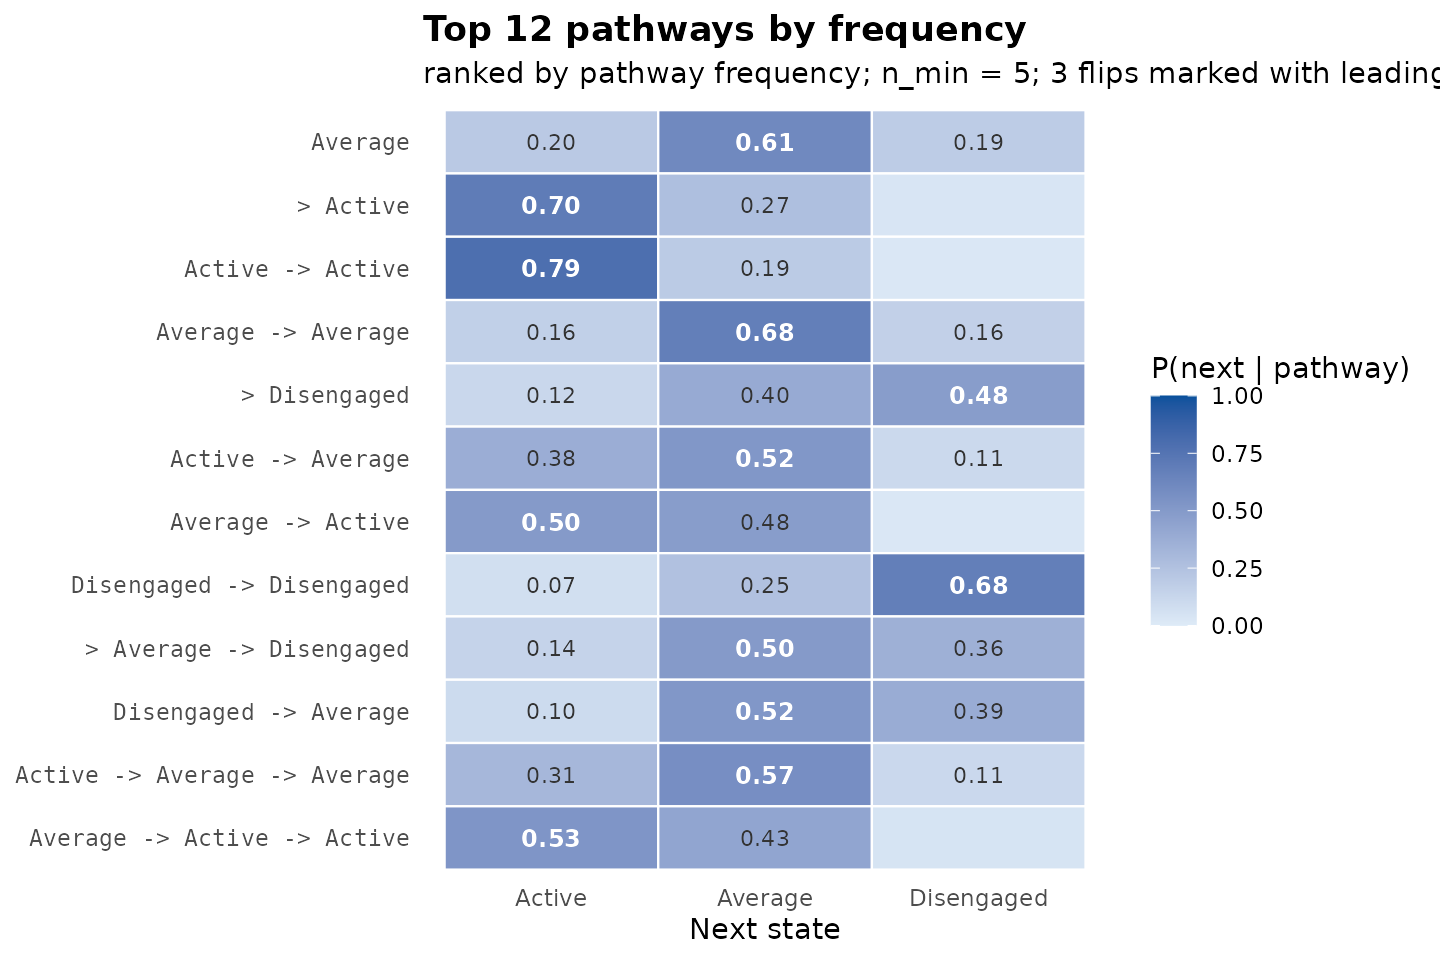 Top 12 pathways by frequency
ranked by pathway frequency; n_min = 5; 3 flips marked with leading
Average 0.20 0.61 0.19
> Active 0.70 0.27
Active -> Active 0.79 0.19
Average -> Average 0.16 0.68 0.16
> Disengaged 0.12 0.40 0.48
Active -> Average 0.38 0.52 0.11
Average -> Active 0.50 0.48
Disengaged -> Disengaged 0.07 0.25 0.68
> Average -> Disengaged 0.14 0.50 0.36
Disengaged -> Average 0.10 0.52 0.39
Active -> Average -> Average 0.31 0.57 0.11
Average -> Active -> Active 0.53 0.43
Active Average Disengaged
Next state
P(next | pathway)
1.00
0.75
0.50
0.25
0.00